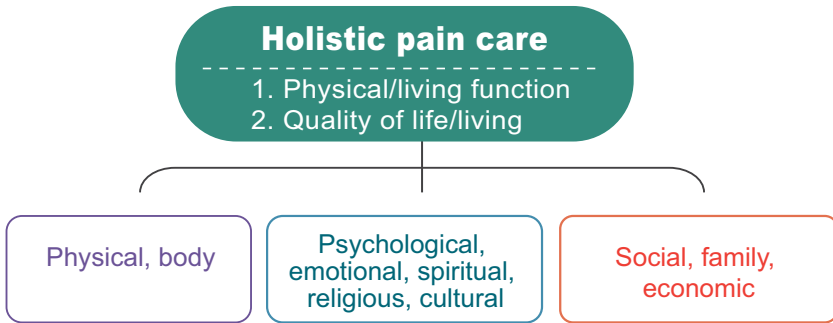 Holistic pain care
1. Physical/living function
2. Quality of life/living
Physical, body
Psychological,
emotional, spiritual,
religious, cultural
Social, family,
economic